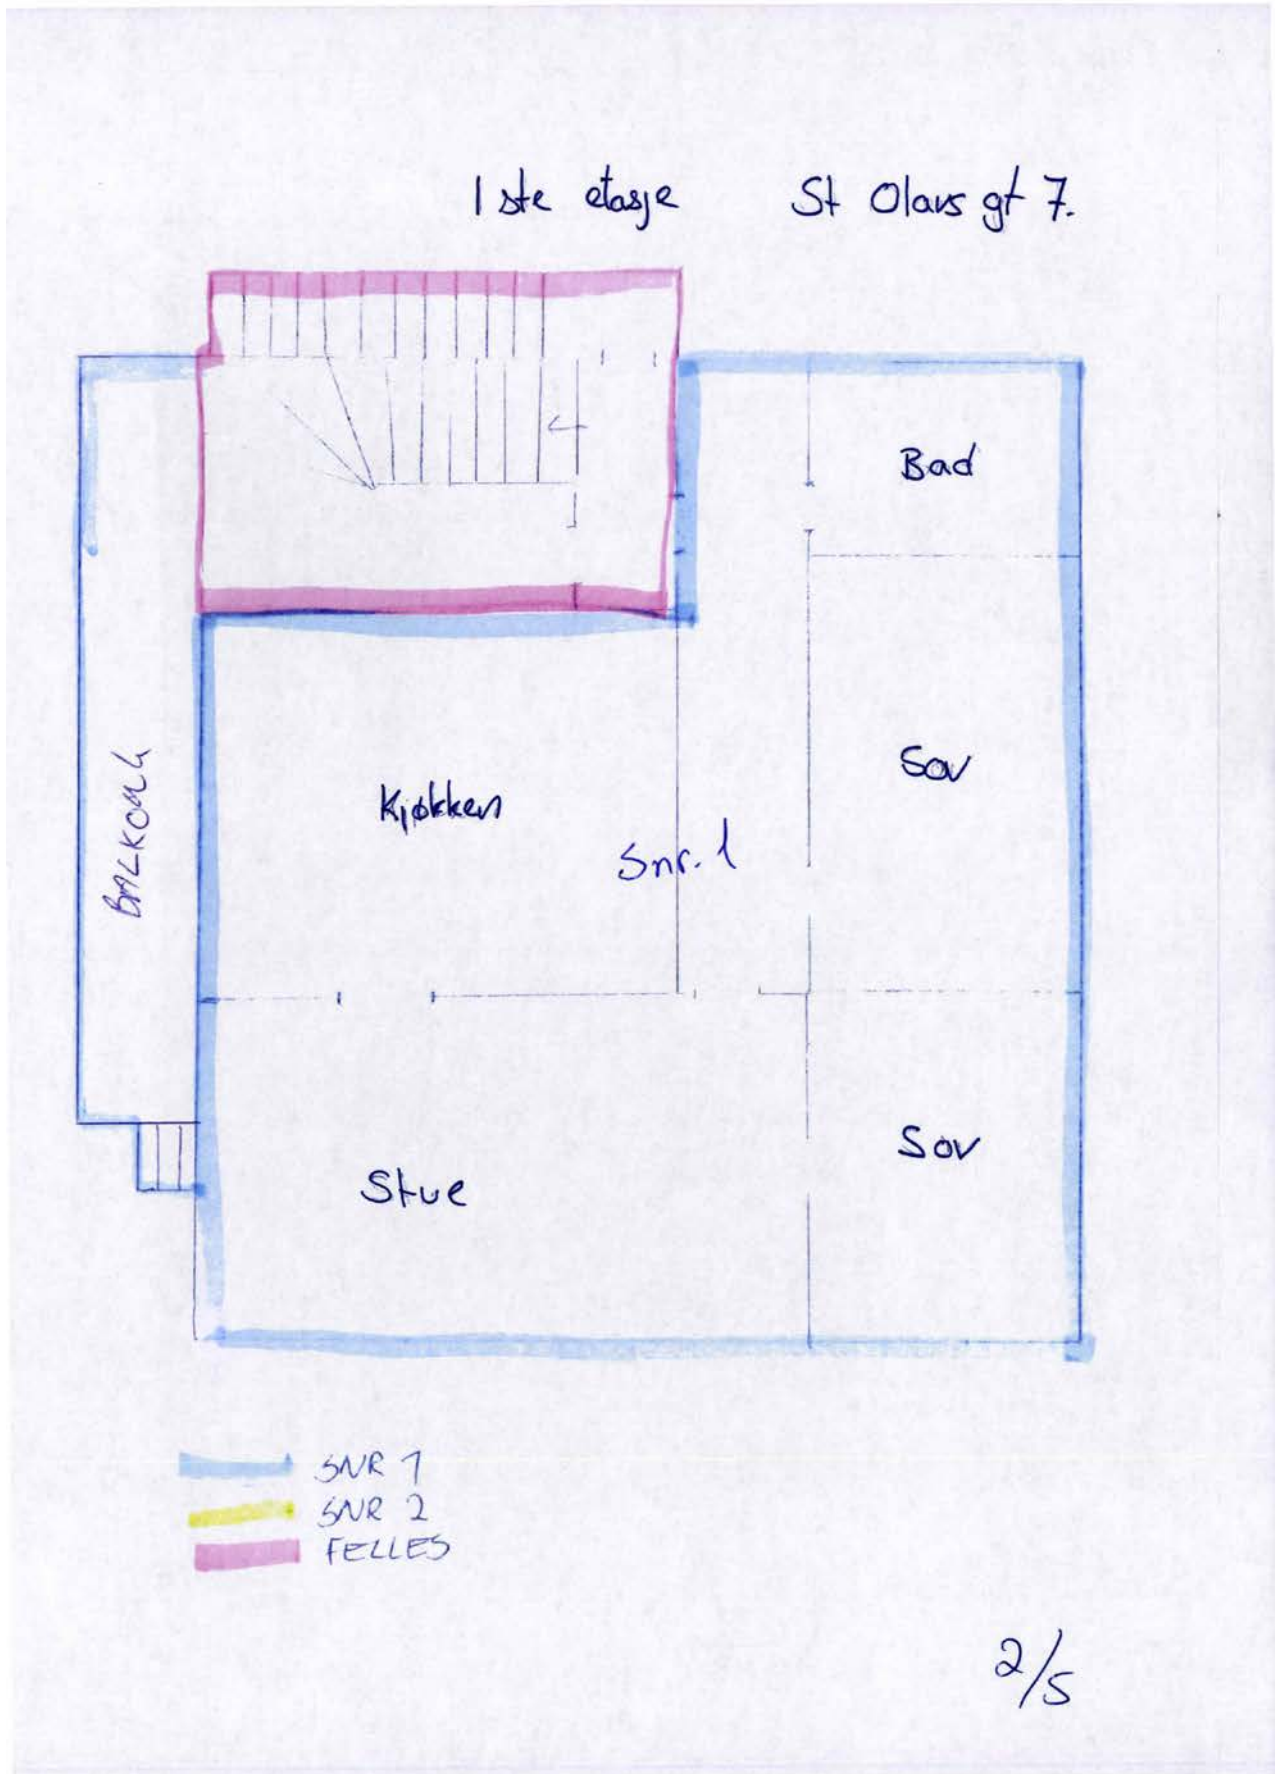 1ste etasje St Olavs gt 7.
Bad
Sov
Kjøkken
BALKONG
Snr. 1
Sov
Stue
SNR 1
SNR 2
FELLES
2/5